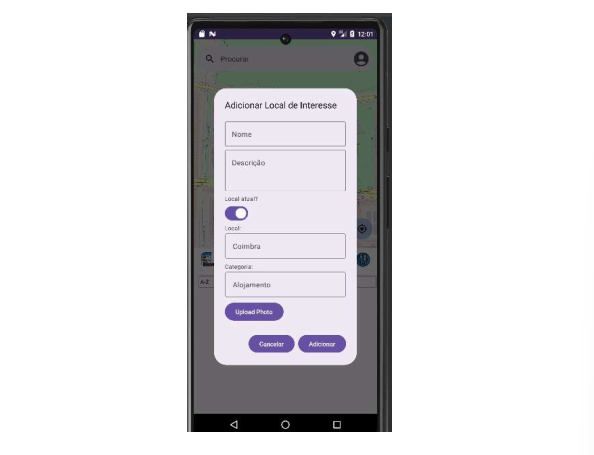 12:01
Procurar
Adicionar Local de Interesse
Nome
Descrição
Local atual?
Local:
Coimbra
Categoria:
Alojamento
A-Z
Upload Photo
Cancelar
Adicionar